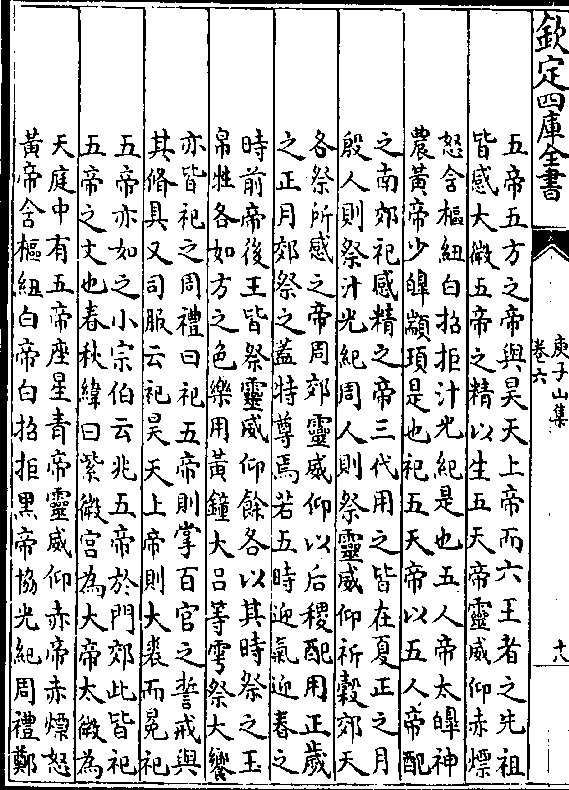 欽定四庫全書
庾子山集
卷六
十八
五帝五方之帝與昊天上帝而六王者之先祖
皆感大微五帝之精以生五天帝靈威仰赤熛
怒含樞紐白招拒汁光紀是也五人帝太皥神
農黃帝少皥顓頊是也祀五天帝以五人帝配
之南郊祀感精之帝三代用之皆在夏正之月
殷人則祭汁光紀周人則祭靈威仰祈穀郊天
各祭所感之帝周郊靈威仰以后稷配用正歲
之正月郊祭之蓋特尊焉若五時迎氣迎春之
時前帝後王皆祭靈威仰餘各以其時祭之玉
帛牲各如方之色樂用黃鐘大呂等雩祭大饗
亦皆祀之周禮曰祀五帝則掌百官之誓戒與
其脩具又司服云祀昊天上帝則大裘而冕祀
五帝亦如之小宗伯云兆五帝於門郊此皆祀
五帝之文也春秋緯曰紫微宮為大帝太微為
天庭中有五帝座星青帝靈威仰赤帝赤熛怒
黃帝含樞紐白帝白招拒黑帝協光紀周禮鄭